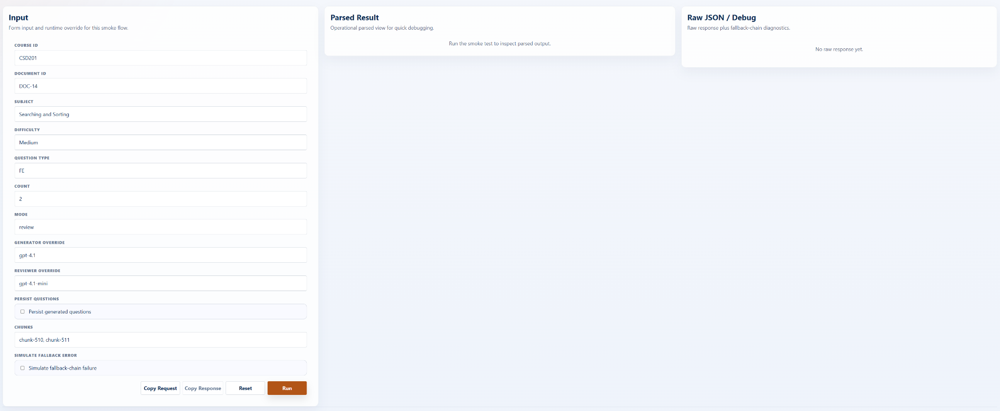 Input
Form input and runtime override for this smoke flow.
COURSE ID
CSD201
DOCUMENT ID
DOC-14
SUBJECT
Searching and Sorting
DIFFICULTY
Medium
QUESTION TYPE
FE
COUNT
2
MODE
review
GENERATOR OVERRIDE
gpt-4.1
REVIEWER OVERRIDE
gpt-4.1-mini
PERSIST QUESTIONS
Persist generated questions
CHUNKS
chunk-510, chunk-511
SIMULATE FALLBACK ERROR
Simulate fallback-chain failure
Copy Request Copy Response Reset Run
Parsed Result
Operational parsed view for quick debugging.
Run the smoke test to inspect parsed output.
Raw JSON / Debug
Raw response plus fallback-chain diagnostics.
No raw response yet.